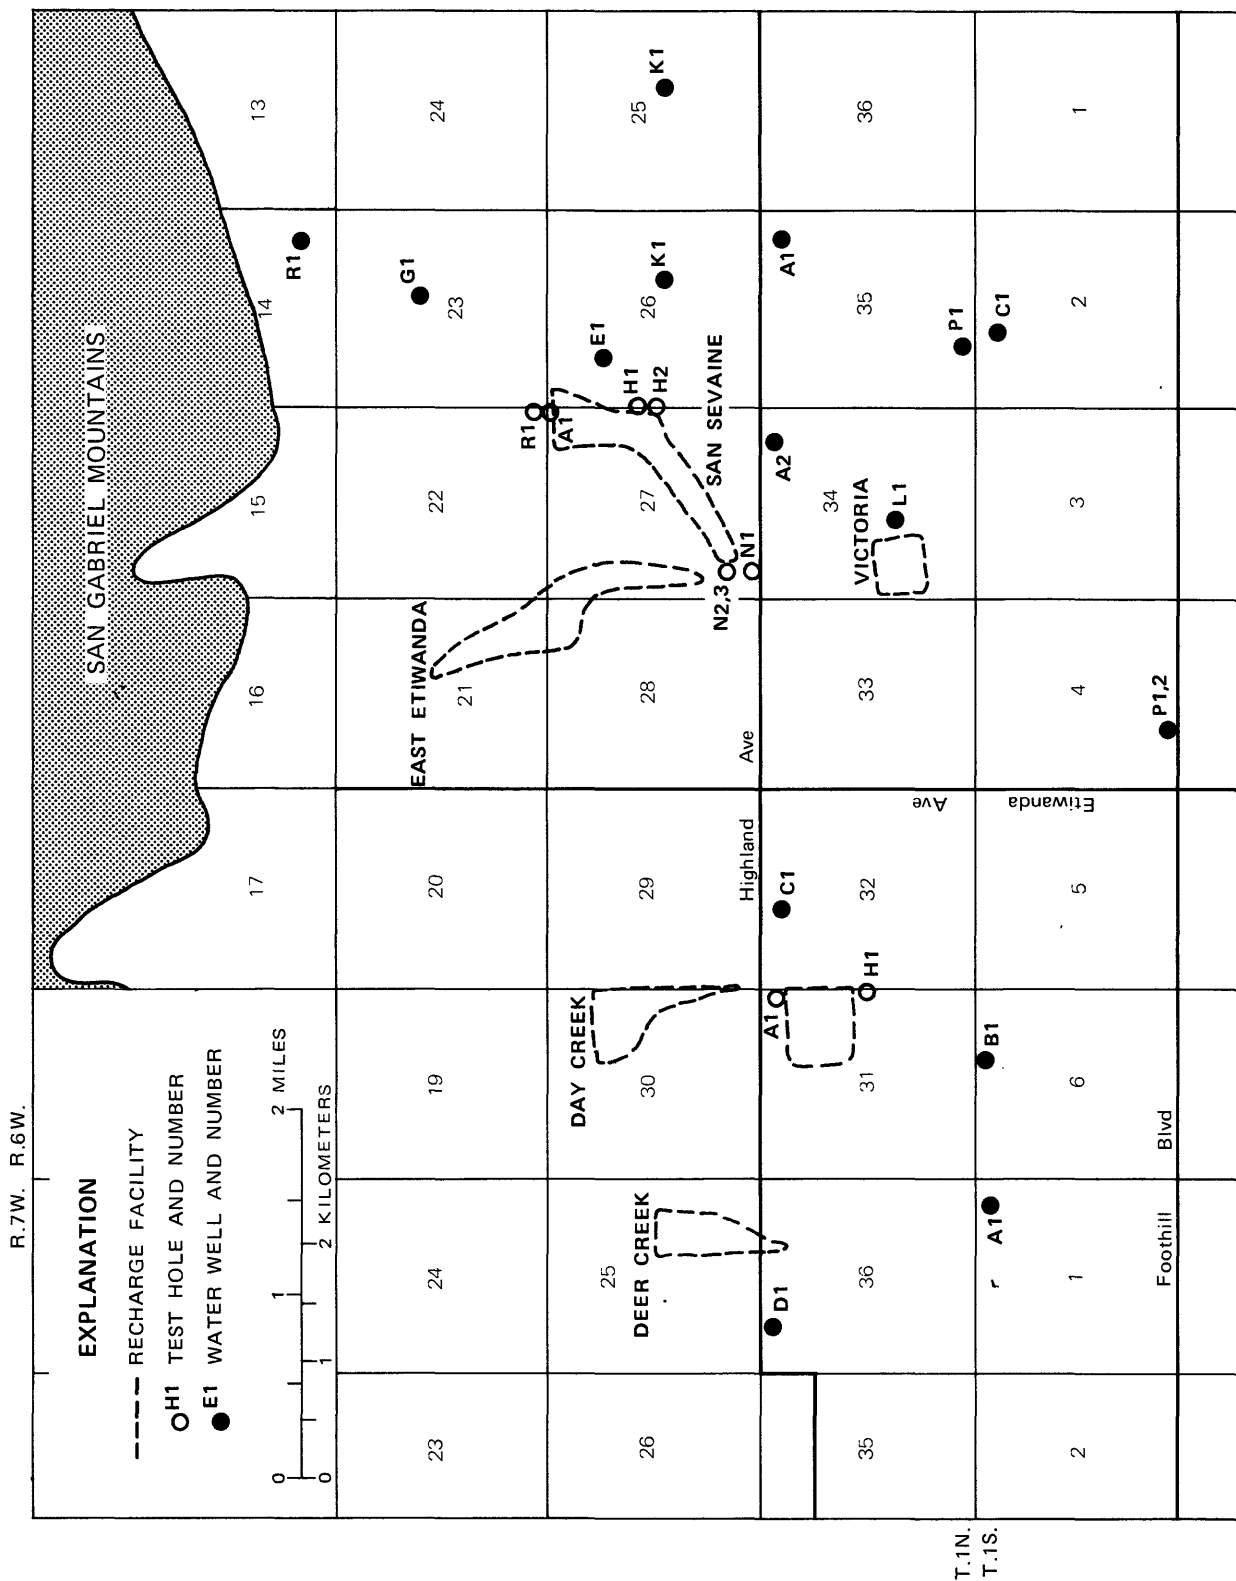 R.7W. R.6W.
EXPLANATION
RECHARGE FACILITY
H1 TEST HOLE AND NUMBER
E1 WATER WELL AND NUMBER
0 1 2 MILES
0 1 2 KILOMETERS
SAN GABRIEL MOUNTAINS
17
16
15
14
13
R1
23
24
19
20
21
22
23
24
EAST ETIWANDA
G1
R1
26
25
30
29
28
27
26
25
DEER CREEK
DAY CREEK
A1
E1
H1
H2
K1
K1
SAN SEVAINE
N2,3
N1
Highland
Ave
35
36
31
32
33
34
35
36
D1
A1
H1
C1
A2
A1
VICTORIA
L1
P1
T.1N.
T.1S.
Etiwanda
Ave
2
1
6
5
4
3
2
1
A1
B1
C1
P1,2
Foothill
Blvd